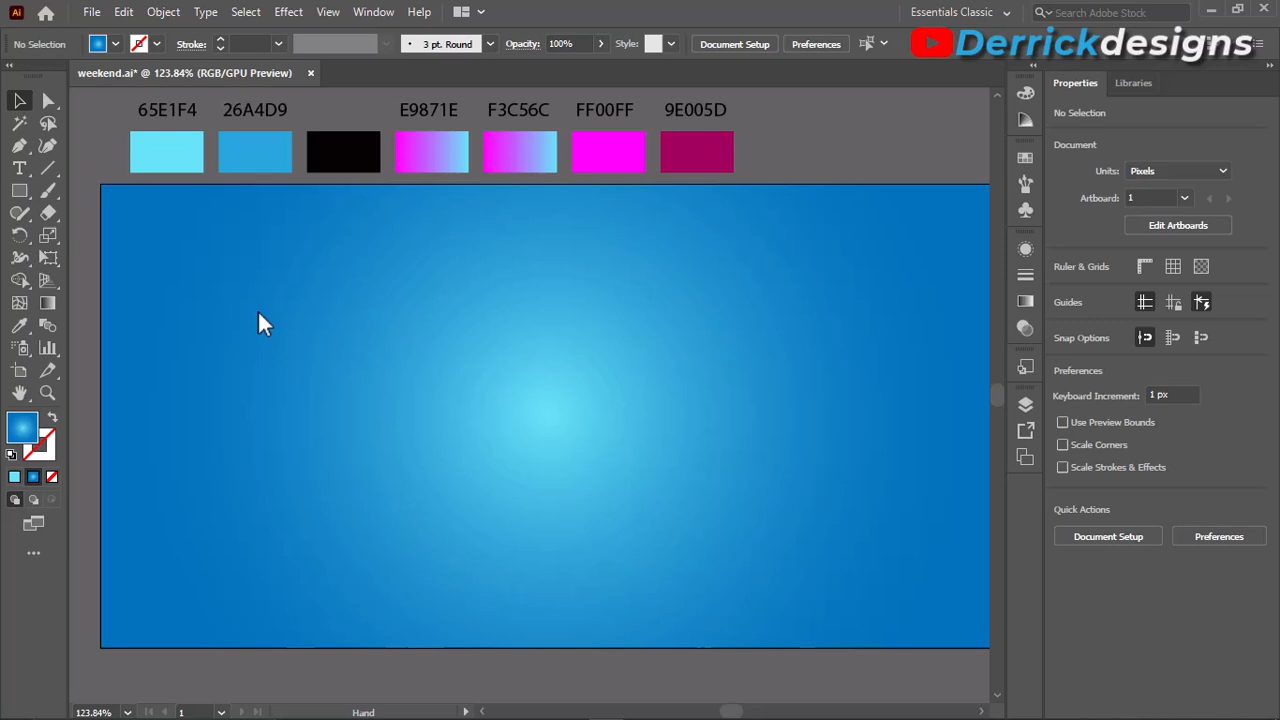 Ai File Edit Object Type Select Effect View Window Help Essentials Classic Search Adobe Stock
No Selection Stroke: 3 pt. Round Opacity: 100% Style: Document Setup Preferences Derrickdesigns
weekend.ai* @ 123.84% (RGB/GPU Preview)
65E1F4 26A4D9 E9871E F3C56C FF00FF 9E005D
Properties Libraries
No Selection
Document
Units: Pixels
Artboard: 1
Edit Artboards
Ruler & Grids
Guides
Snap Options
Preferences
Keyboard Increment: 1 px
Use Preview Bounds
Scale Corners
Scale Strokes & Effects
Quick Actions
Document Setup Preferences
123.84% 1 Hand